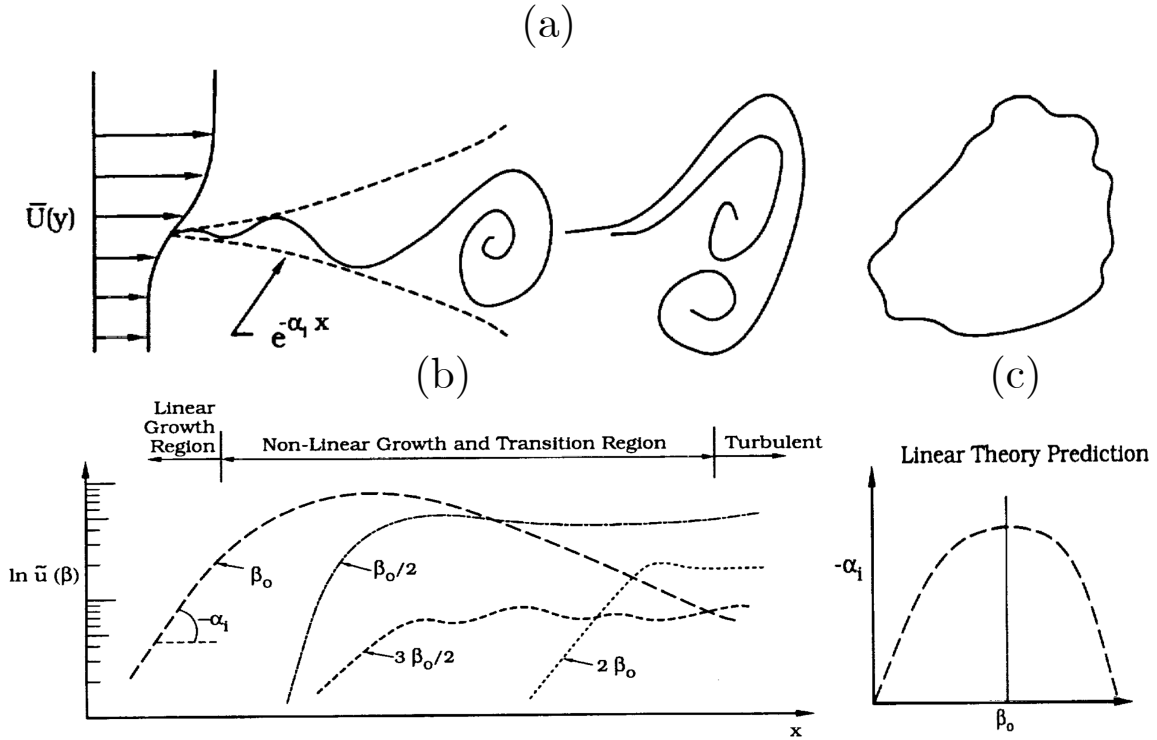 (a)
Ū(y)
e^{-α_i x}
(b)
(c)
Linear
Growth
Region
Non-Linear Growth and Transition Region
Turbulent
Linear Theory Prediction
ln ũ (β)
β_o
β_o/2
-α_i
3 β_o/2
2 β_o
x
-α_i
β_o